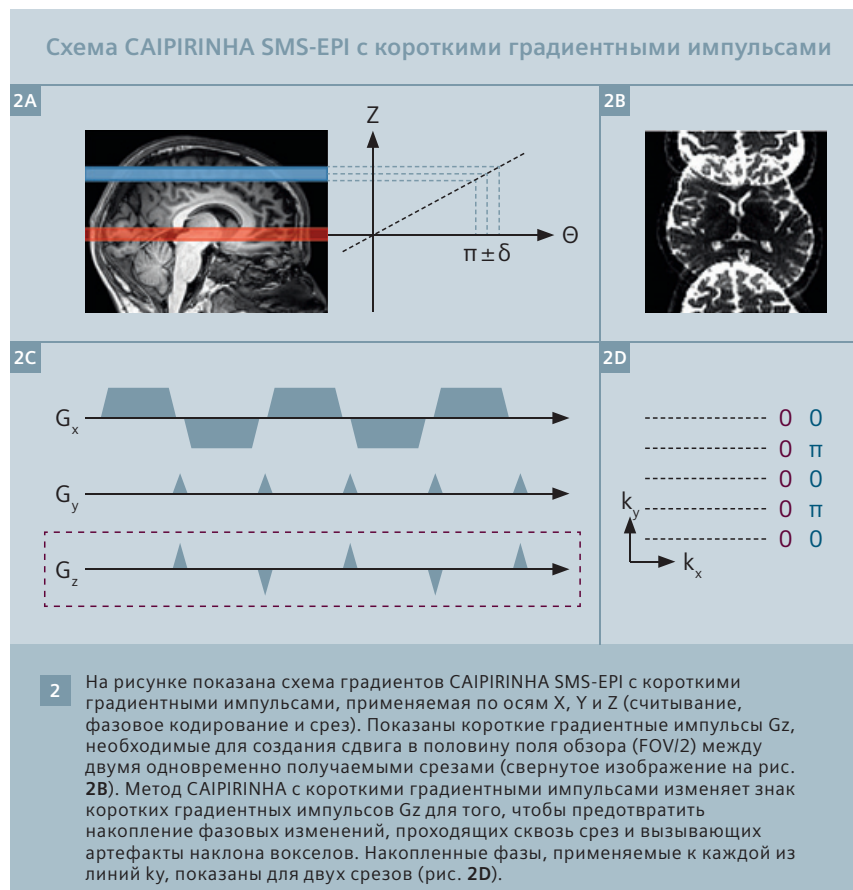 Схема CAIPIRINHA SMS-EPI с короткими градиентными импульсами
2A
Z
Θ
π ± δ
2B
2C
Gx
Gy
Gz
2D
0 0
0 π
0 0
0 π
0 0
ky
kx
2
На рисунке показана схема градиентов CAIPIRINHA SMS-EPI с короткими
градиентными импульсами, применяемая по осям X, Y и Z (считывание,
фазовое кодирование и срез). Показаны короткие градиентные импульсы Gz,
необходимые для создания сдвига в половину поля обзора (FOV/2) между
двумя одновременно получаемыми срезами (свернутое изображение на рис.
2B). Метод CAIPIRINHA с короткими градиентными импульсами изменяет знак
коротких градиентных импульсов Gz для того, чтобы предотвратить
накопление фазовых изменений, проходящих сквозь срез и вызывающих
артефакты наклона вокселов. Накопленные фазы, применяемые к каждой из
линий ky, показаны для двух срезов (рис. 2D).